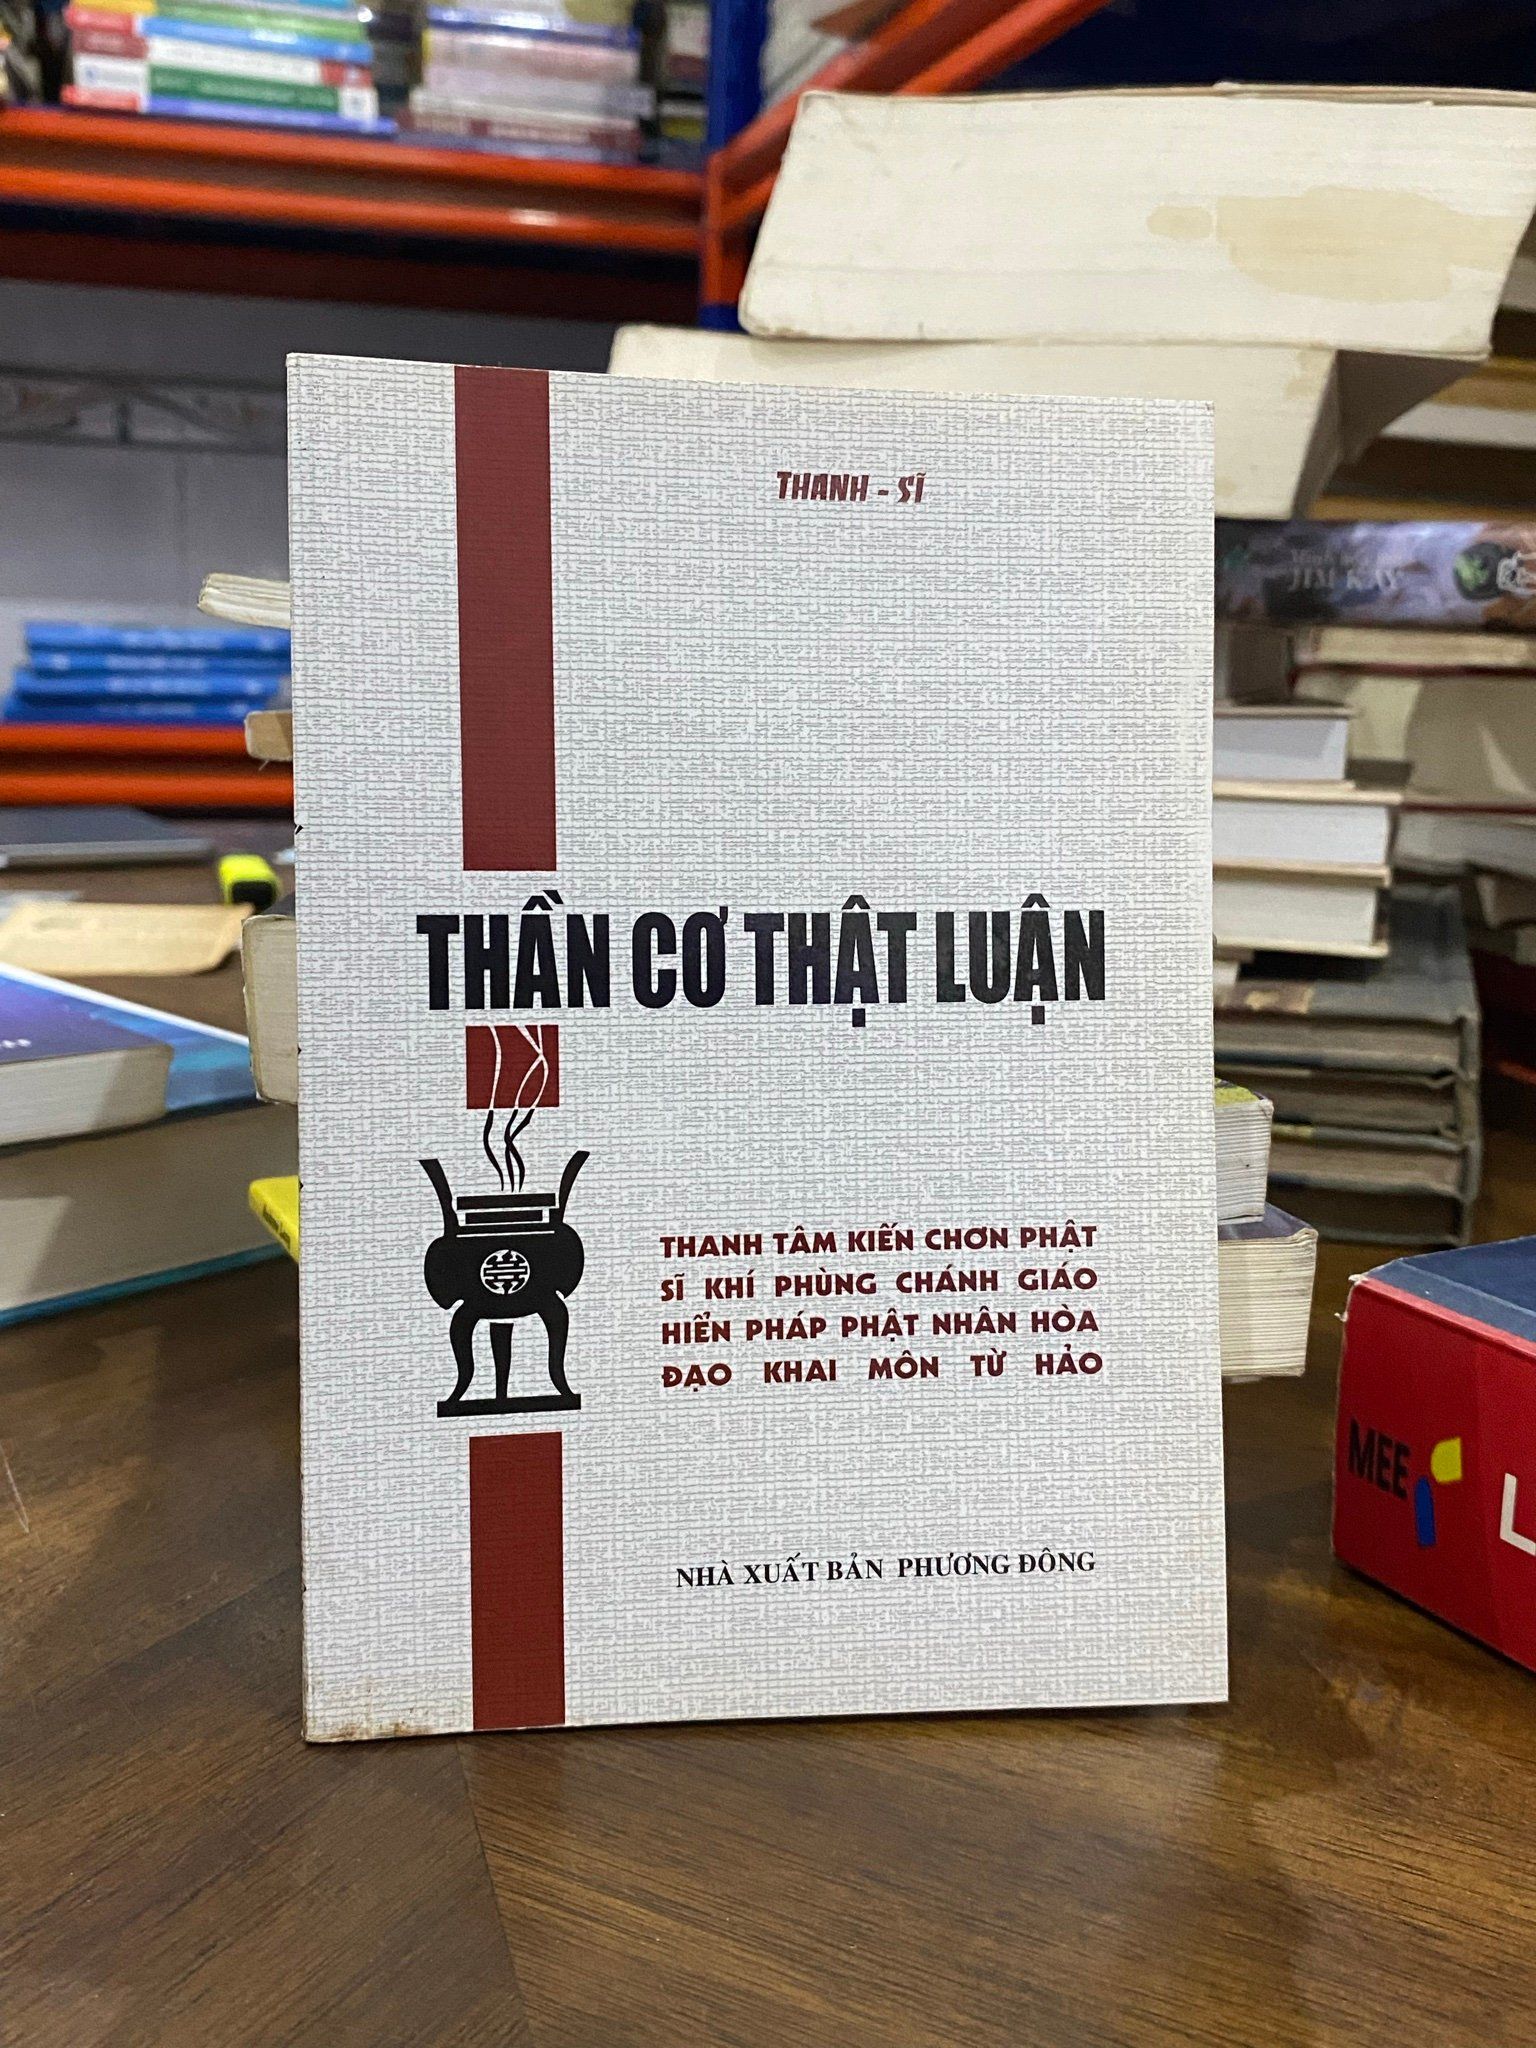 THANH - SĨ
THẦN CƠ THẬT LUẬN
THANH TÂM KIẾN CHƠN PHẬT
SĨ KHÍ PHÙNG CHÁNH GIÁO
HIỂN PHÁP PHẬT NHÂN HÒA
ĐẠO KHAI MÔN TỪ HẢO
NHÀ XUẤT BẢN PHƯƠNG ĐÔNG
MEE
L